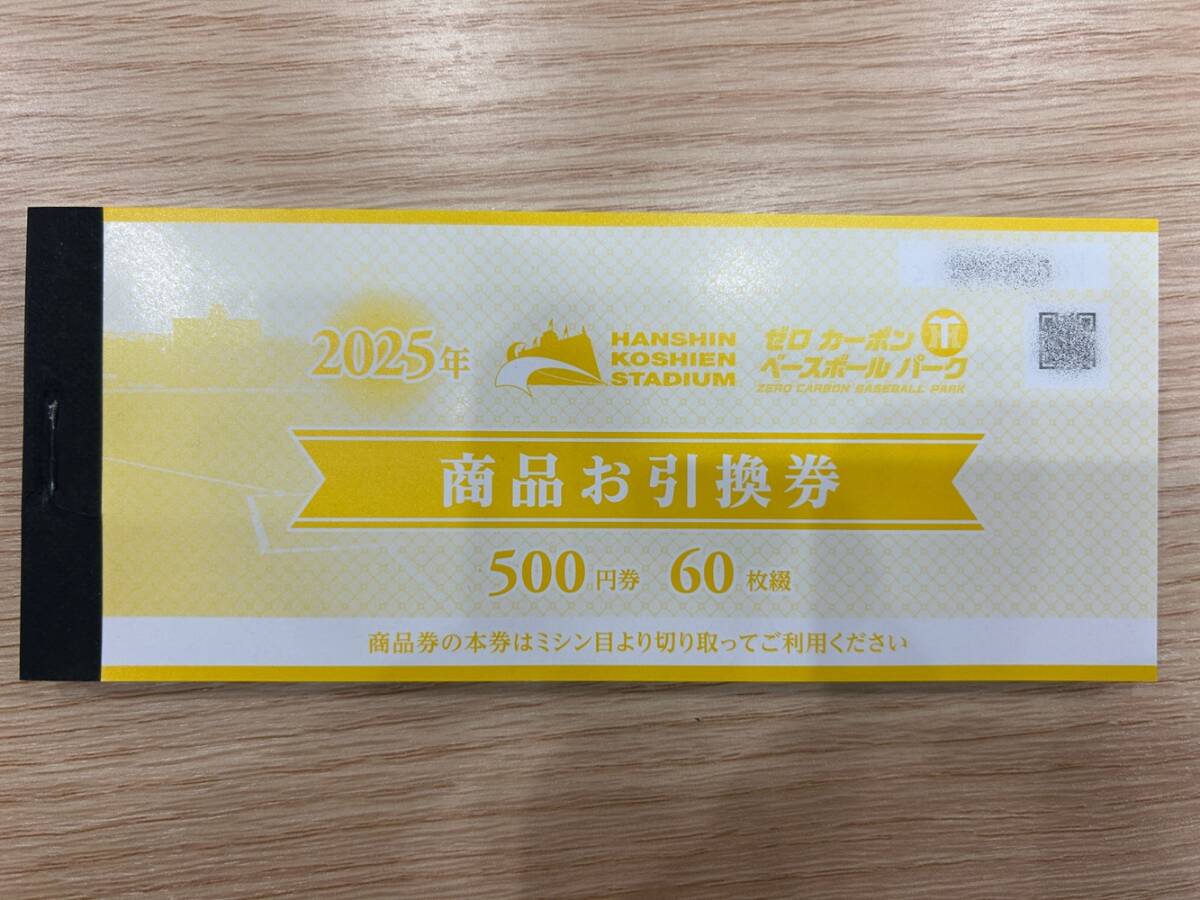 2025年
HANSHIN
KOSHIEN
STADIUM
ゼロ カーボン
ベースボール パーク
ZERO CARBON BASEBALL PARK
商品お引換券
500円券 60枚綴
商品券の本券はミシン目より切り取ってご利用ください